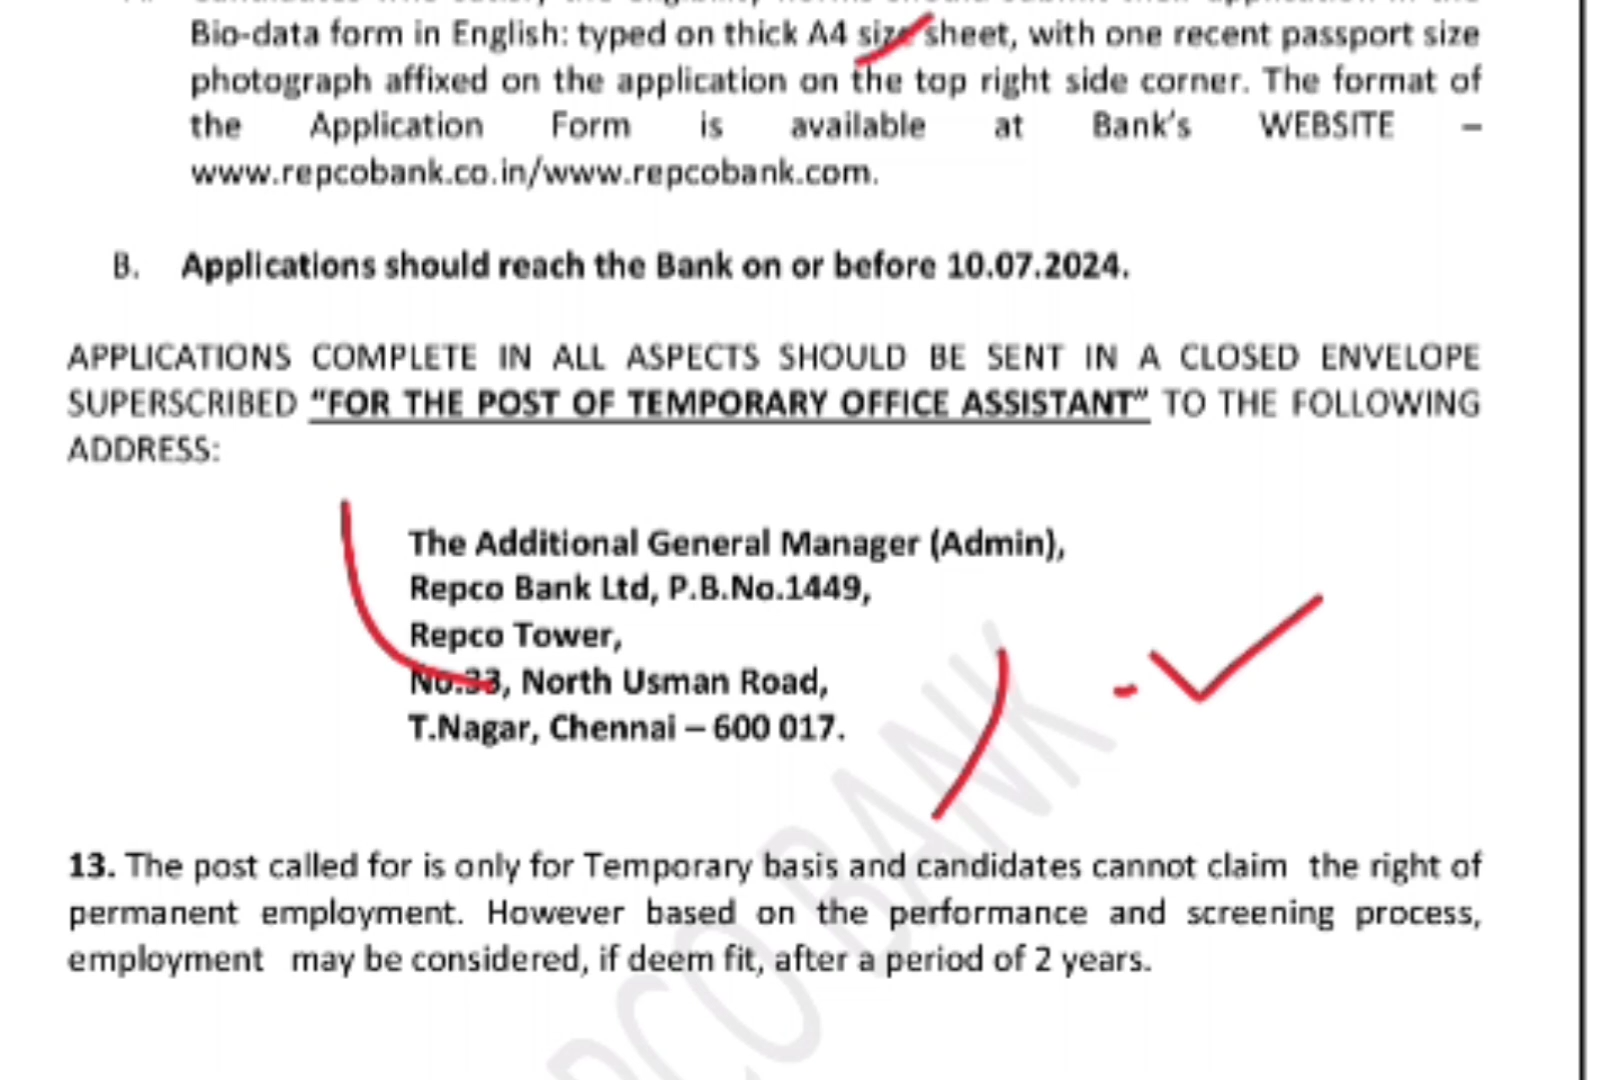 Bio-data form in English: typed on thick A4 size sheet, with one recent passport size
photograph affixed on the application on the top right side corner. The format of
the Application Form is available at Bank's WEBSITE –
www.repcobank.co.in/www.repcobank.com.
B. Applications should reach the Bank on or before 10.07.2024.
APPLICATIONS COMPLETE IN ALL ASPECTS SHOULD BE SENT IN A CLOSED ENVELOPE
SUPERSCRIBED "FOR THE POST OF TEMPORARY OFFICE ASSISTANT" TO THE FOLLOWING
ADDRESS:
The Additional General Manager (Admin),
Repco Bank Ltd, P.B.No.1449,
Repco Tower,
No.33, North Usman Road,
T.Nagar, Chennai – 600 017.
13. The post called for is only for Temporary basis and candidates cannot claim the right of
permanent employment. However based on the performance and screening process,
employment may be considered, if deem fit, after a period of 2 years.
PCO BANK